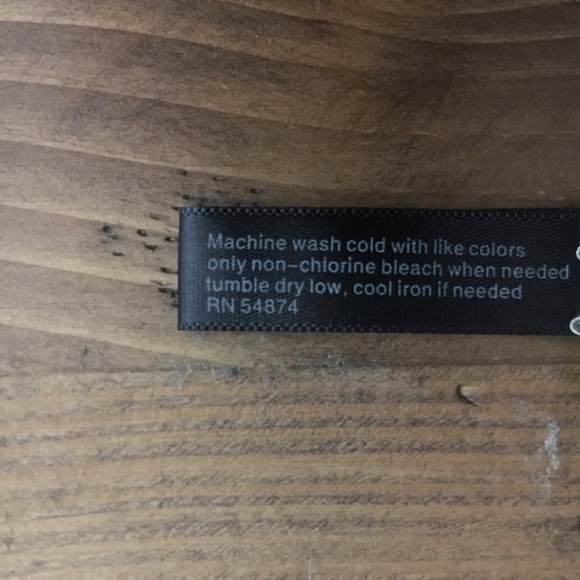 Machine wash cold with like colors
only non-chlorine bleach when needed
tumble dry low, cool iron if needed
RN 54874